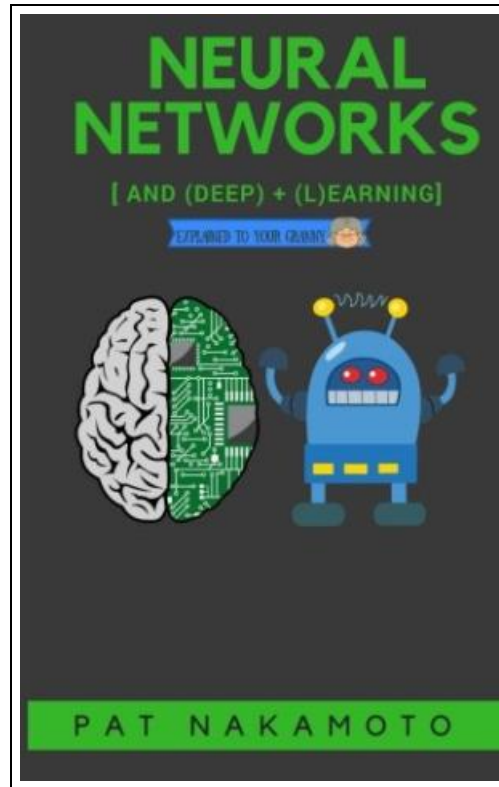 NEURAL
NETWORKS
[ AND (DEEP) + (L)EARNING]
EXPLAINED TO YOUR GRANNY
PAT NAKAMOTO